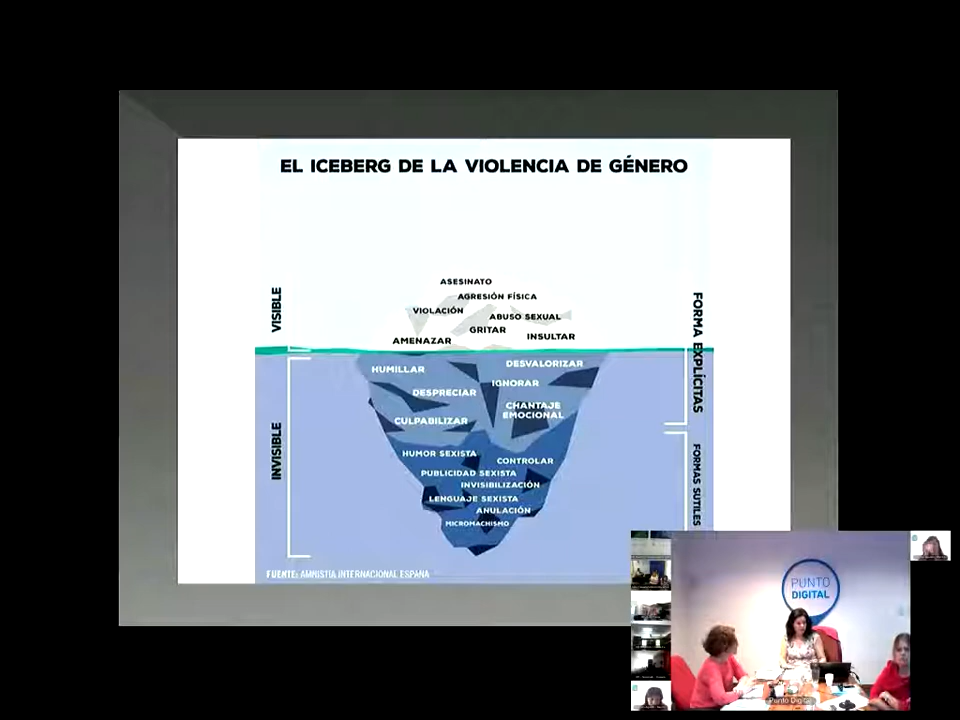 EL ICEBERG DE LA VIOLENCIA DE GÉNERO
VISIBLE
ASESINATO
AGRESIÓN FÍSICA
VIOLACIÓN
ABUSO SEXUAL
GRITAR
INSULTAR
AMENAZAR
FORMA EXPLÍCITAS
INVISIBLE
HUMILLAR
DESVALORIZAR
IGNORAR
DESPRECIAR
CHANTAJE
EMOCIONAL
CULPABILIZAR
HUMOR SEXISTA
CONTROLAR
PUBLICIDAD SEXISTA
INVISIBILIZACIÓN
LENGUAJE SEXISTA
ANULACIÓN
MICROMACHISMO
FORMAS SUTILES
FUENTE: AMNISTIA INTERNACIONAL ESPAÑA
PUNTO
DIGITAL
Punto Digital